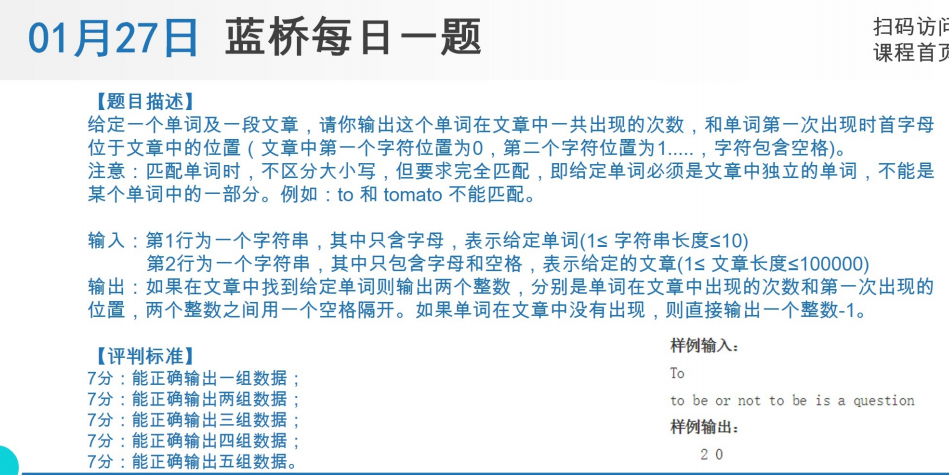 01月27日 蓝桥每日一题
扫码访问
课程首页
【题目描述】
给定一个单词及一段文章，请你输出这个单词在文章中一共出现的次数，和单词第一次出现时首字母
位于文章中的位置（文章中第一个字符位置为0，第二个字符位置为1.....，字符包含空格)。
注意：匹配单词时，不区分大小写，但要求完全匹配，即给定单词必须是文章中独立的单词，不能是
某个单词中的一部分。例如：to 和 tomato 不能匹配。
输入：第1行为一个字符串，其中只含字母，表示给定单词(1≤ 字符串长度≤10)
第2行为一个字符串，其中只包含字母和空格，表示给定的文章(1≤ 文章长度≤100000)
输出：如果在文章中找到给定单词则输出两个整数，分别是单词在文章中出现的次数和第一次出现的
位置，两个整数之间用一个空格隔开。如果单词在文章中没有出现，则直接输出一个整数-1。
【评判标准】
7分：能正确输出一组数据；
7分：能正确输出两组数据；
7分：能正确输出三组数据；
7分：能正确输出四组数据；
7分：能正确输出五组数据。
样例输入：
To
to be or not to be is a question
样例输出：
2 0